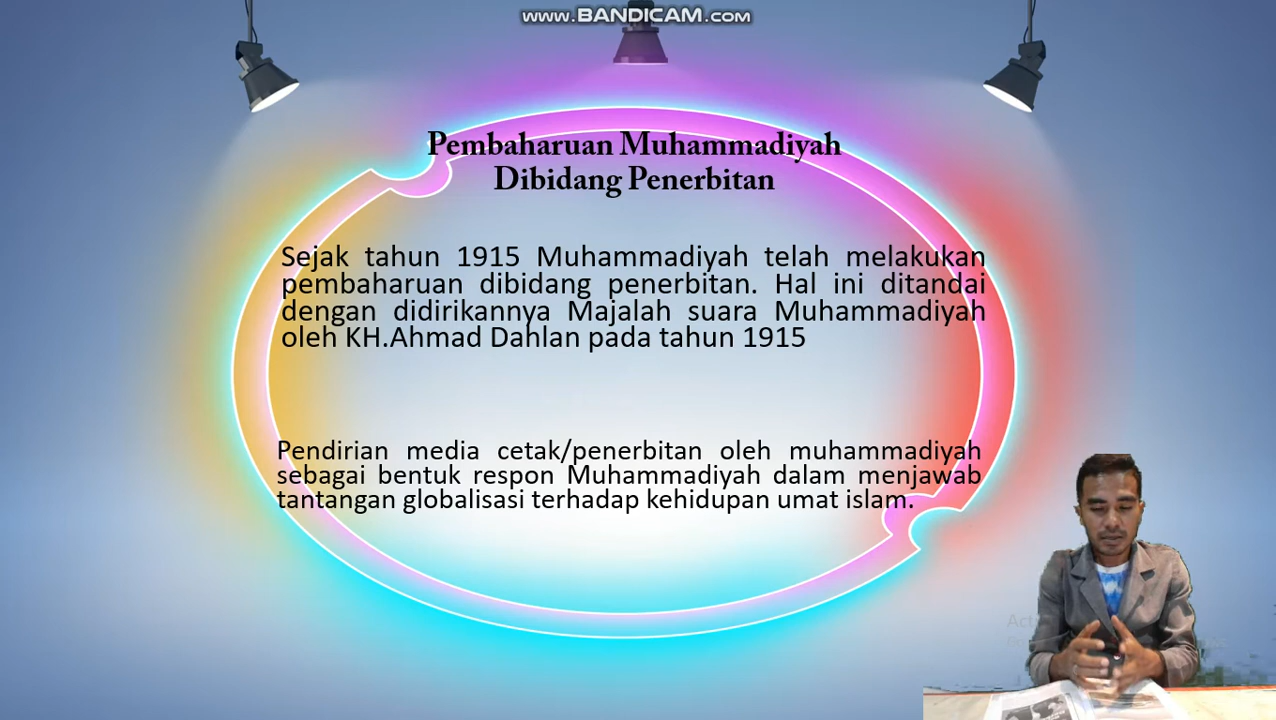 WWW.BANDICAM.COM
Pembaharuan Muhammadiyah
Dibidang Penerbitan
Sejak tahun 1915 Muhammadiyah telah melakukan
pembaharuan dibidang penerbitan. Hal ini ditandai
dengan didirikannya Majalah suara Muhammadiyah
oleh KH.Ahmad Dahlan pada tahun 1915
Pendirian media cetak/penerbitan oleh muhammadiyah
sebagai bentuk respon Muhammadiyah dalam menjawab
tantangan globalisasi terhadap kehidupan umat islam.